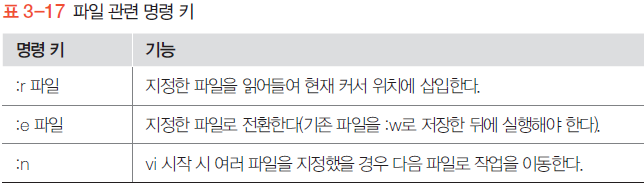 표 3-17 파일 관련 명령 키
명령 키 기능
:r 파일 지정한 파일을 읽어들여 현재 커서 위치에 삽입한다.
:e 파일 지정한 파일로 전환한다(기존 파일을 :w로 저장한 뒤에 실행해야 한다).
:n vi 시작 시 여러 파일을 지정했을 경우 다음 파일로 작업을 이동한다.